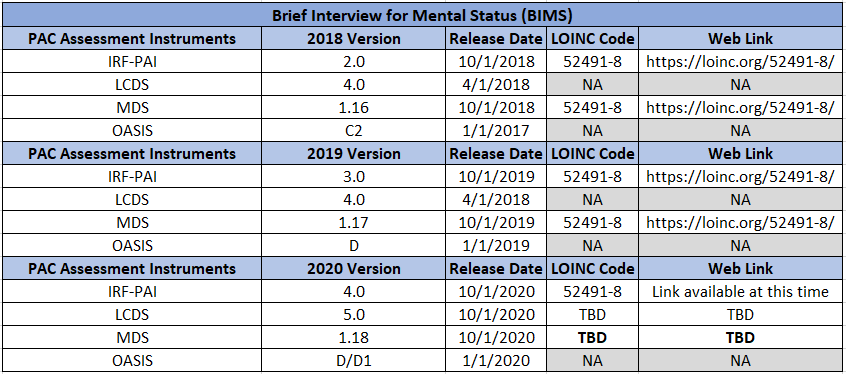 Brief Interview for Mental Status (BIMS)
PAC Assessment Instruments 2018 Version Release Date LOINC Code Web Link
IRF-PAI 2.0 10/1/2018 52491-8 https://loinc.org/52491-8/
LCDS 4.0 4/1/2018 NA NA
MDS 1.16 10/1/2018 52491-8 https://loinc.org/52491-8/
OASIS C2 1/1/2017 NA NA
PAC Assessment Instruments 2019 Version Release Date LOINC Code Web Link
IRF-PAI 3.0 10/1/2019 52491-8 https://loinc.org/52491-8/
LCDS 4.0 4/1/2018 NA NA
MDS 1.17 10/1/2019 52491-8 https://loinc.org/52491-8/
OASIS D 1/1/2019 NA NA
PAC Assessment Instruments 2020 Version Release Date LOINC Code Web Link
IRF-PAI 4.0 10/1/2020 52491-8 Link available at this time
LCDS 5.0 10/1/2020 TBD TBD
MDS 1.18 10/1/2020 TBD TBD
OASIS D/D1 1/1/2020 NA NA